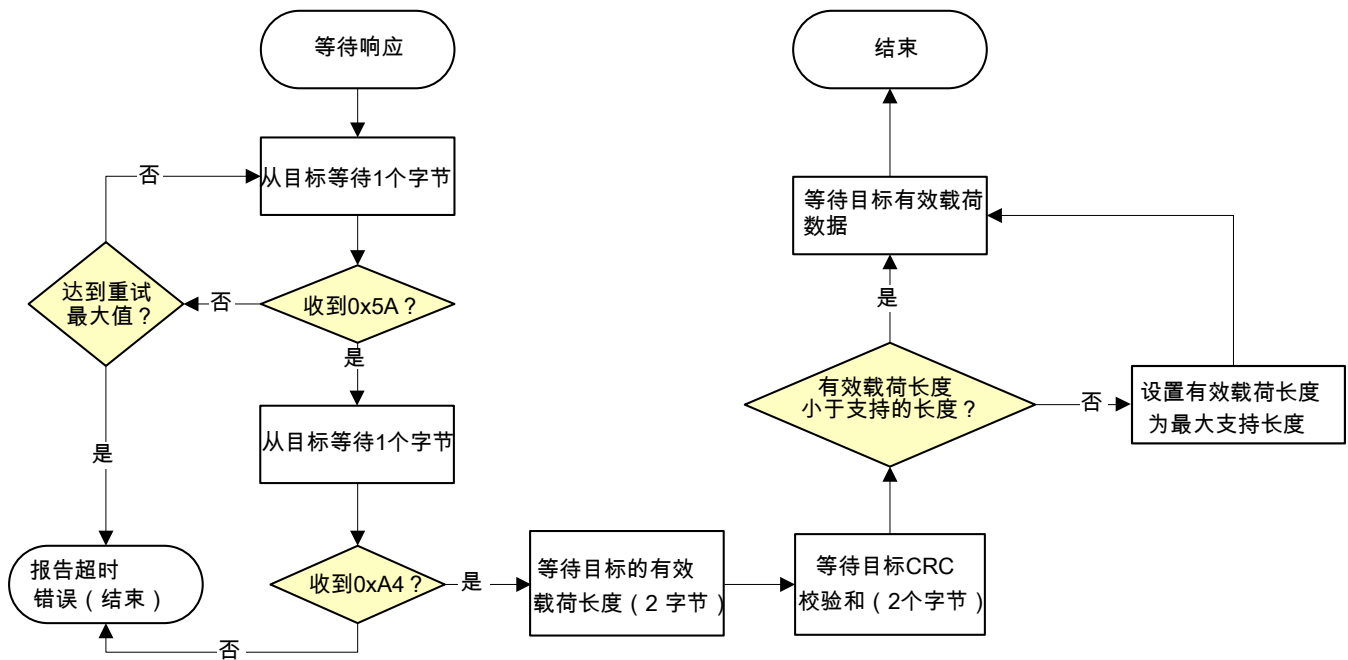 等待响应
从目标等待1个字节
否
收到0x5A？
否
达到重试
最大值？
是
是
从目标等待1个字节
收到0xA4？
否
报告超时
错误（结束）
是
等待目标的有效
载荷长度（2 字节）
等待目标CRC
校验和（2个字节）
有效载荷长度
小于支持的长度？
否
设置有效载荷长度
为最大支持长度
是
等待目标有效载荷
数据
结束